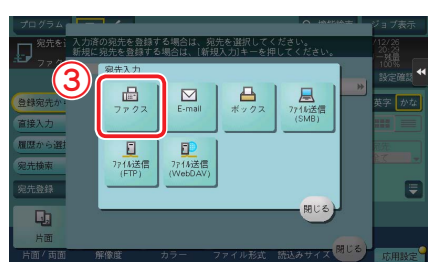 プログラム
ジョブ表示
宛先を
入力済の宛先を登録する場合は、宛先を選択してください。
新規に宛先を登録する場合は、[新規入力]キーを押してください。
12/26
20:29
100%
設定確認
宛先入力
③
ファクス
E-mail
ボックス
ファイル送信
(SMB)
ファイル送信
(FTP)
ファイル送信
(WebDAV)
閉じる
登録宛先か
英字 かな
直接入力
履歴から選
宛先検索
宛先登録
片面
片面/両面 解像度 カラー ファイル形式 読込みサイズ
閉じる
応用設定